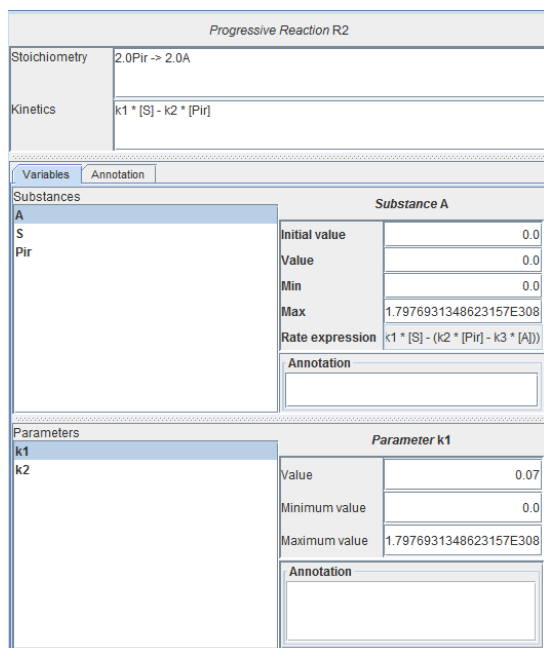 Progressive Reaction R2
Stoichiometry 2.0Pir -> 2.0A
Kinetics k1 * [S] - k2 * [Pir]
Variables Annotation
Substances
A
S
Pir
Substance A
Initial value 0.0
Value 0.0
Min 0.0
Max 1.7976931348623157E308
Rate expression k1 * [S] - (k2 * [Pir] - k3 * [A]))
Annotation
Parameters
k1
k2
Parameter k1
Value 0.07
Minimum value 0.0
Maximum value 1.7976931348623157E308
Annotation